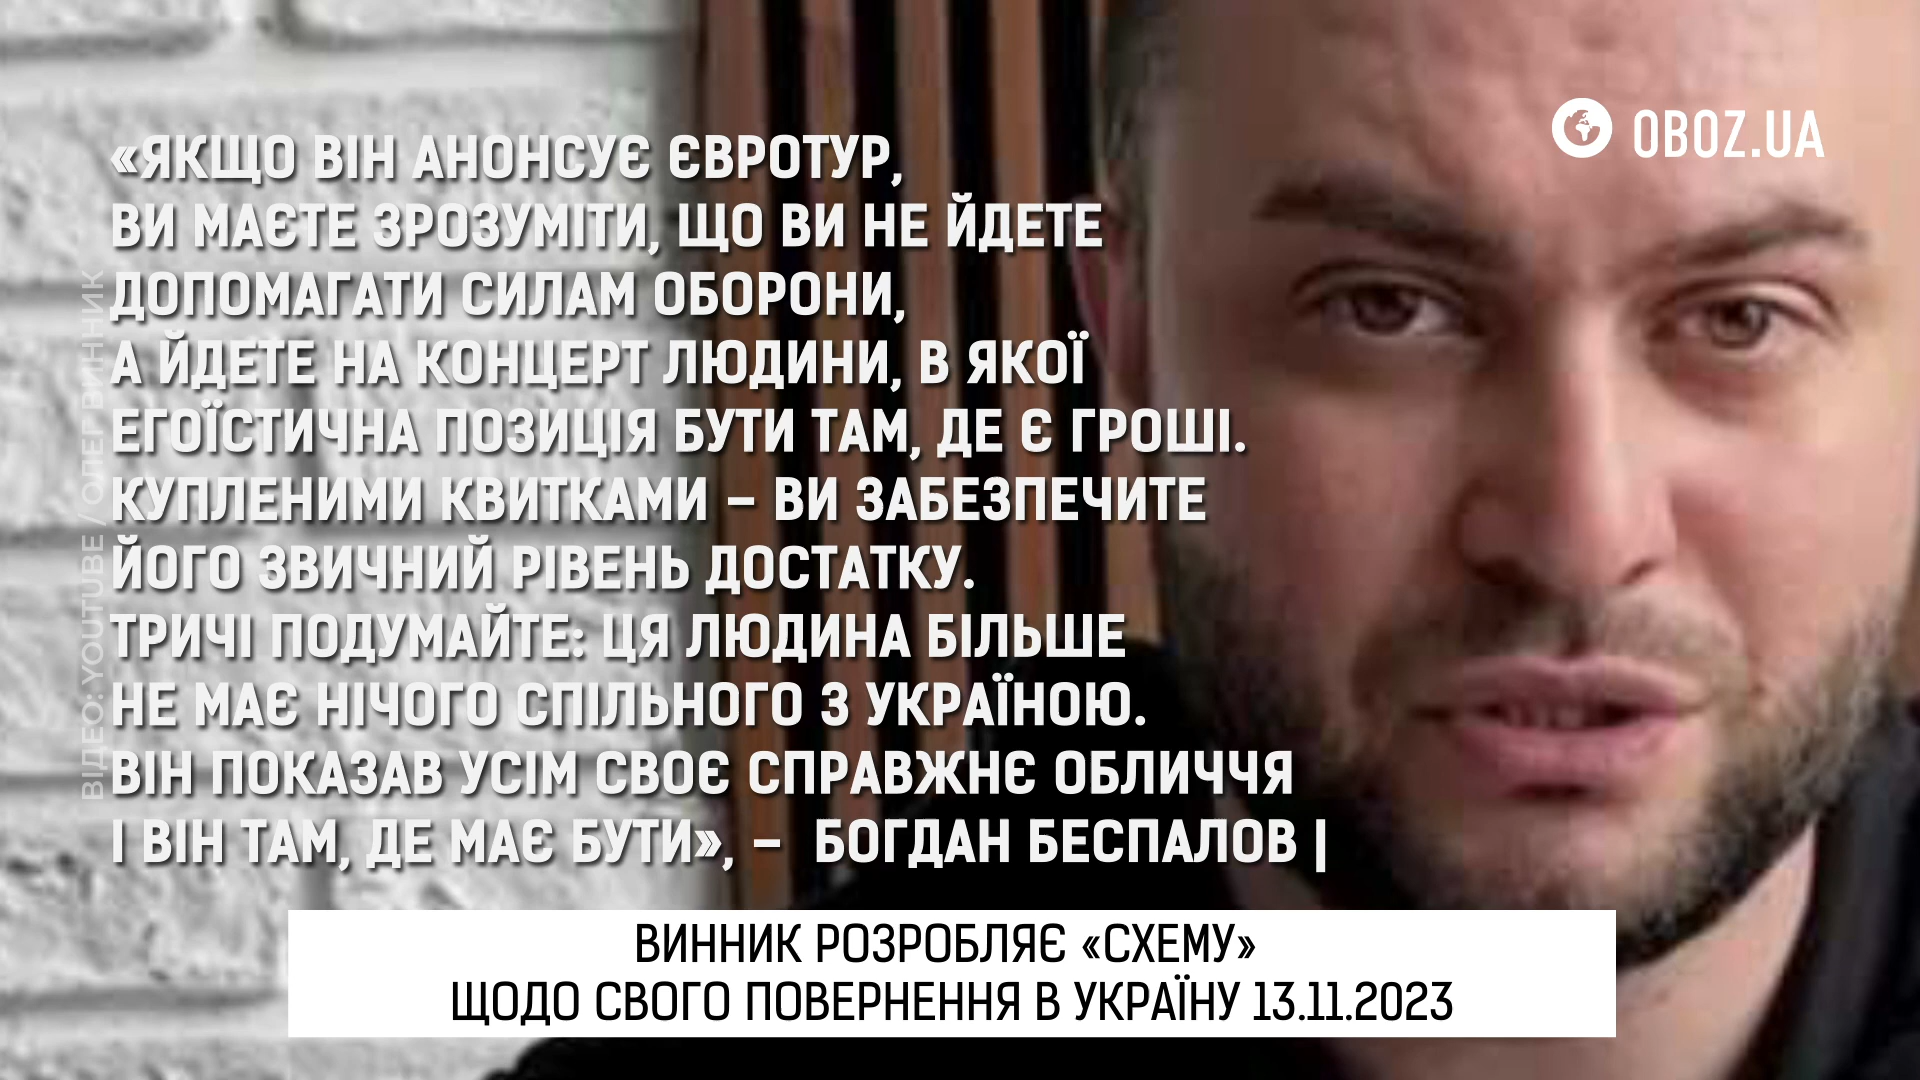 OBOZ.UA
«ЯКЩО ВІН АНОНСУЄ ЄВРОТУР,
ВИ МАЄТЕ ЗРОЗУМІТИ, ЩО ВИ НЕ ЙДЕТЕ
ДОПОМАГАТИ СИЛАМ ОБОРОНИ,
А ЙДЕТЕ НА КОНЦЕРТ ЛЮДИНИ, В ЯКОЇ
ЕГОЇСТИЧНА ПОЗИЦІЯ БУТИ ТАМ, ДЕ Є ГРОШІ.
КУПЛЕНИМИ КВИТКАМИ – ВИ ЗАБЕЗПЕЧИТЕ
ЙОГО ЗВИЧНИЙ РІВЕНЬ ДОСТАТКУ.
ТРИЧІ ПОДУМАЙТЕ: ЦЯ ЛЮДИНА БІЛЬШЕ
НЕ МАЄ НІЧОГО СПІЛЬНОГО З УКРАЇНОЮ.
ВІН ПОКАЗАВ УСІМ СВОЄ СПРАВЖНЄ ОБЛИЧЧЯ
І ВІН ТАМ, ДЕ МАЄ БУТИ», – БОГДАН БЕСПАЛОВ |
ВІДЕО: YOUTUBE / ОЛЕГ ВИННИК
ВИННИК РОЗРОБЛЯЄ «СХЕМУ»
ЩОДО СВОГО ПОВЕРНЕННЯ В УКРАЇНУ 13.11.2023